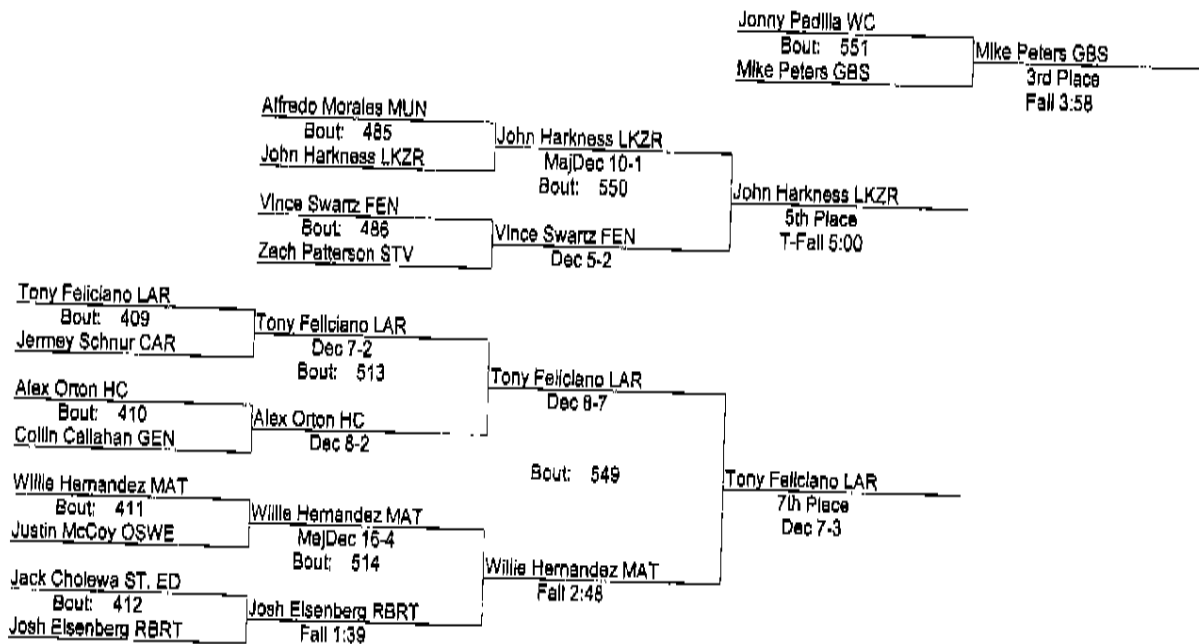 Jonny Padilla WC
Bout: 551
Mike Peters GBS
Mike Peters GBS
3rd Place
Fall 3:58
Alfredo Morales MUN
Bout: 485
John Harkness LKZR
John Harkness LKZR
MajDec 10-1
Bout: 550
Vince Swartz FEN
Bout: 486
Zach Patterson STV
Vince Swartz FEN
Dec 5-2
John Harkness LKZR
5th Place
T-Fall 5:00
Tony Feliciano LAR
Bout: 409
Jermey Schnur CAR
Tony Feliciano LAR
Dec 7-2
Bout: 513
Alex Orton HC
Bout: 410
Collin Callahan GEN
Alex Orton HC
Dec 8-2
Tony Feliciano LAR
Dec 8-7
Bout: 549
Willie Hernandez MAT
Bout: 411
Justin McCoy OSWE
Willie Hernandez MAT
MajDec 15-4
Bout: 514
Jack Cholewa ST. ED
Bout: 412
Josh Eisenberg RBRT
Josh Eisenberg RBRT
Fall 1:39
Willie Hernandez MAT
Fall 2:48
Tony Feliciano LAR
7th Place
Dec 7-3